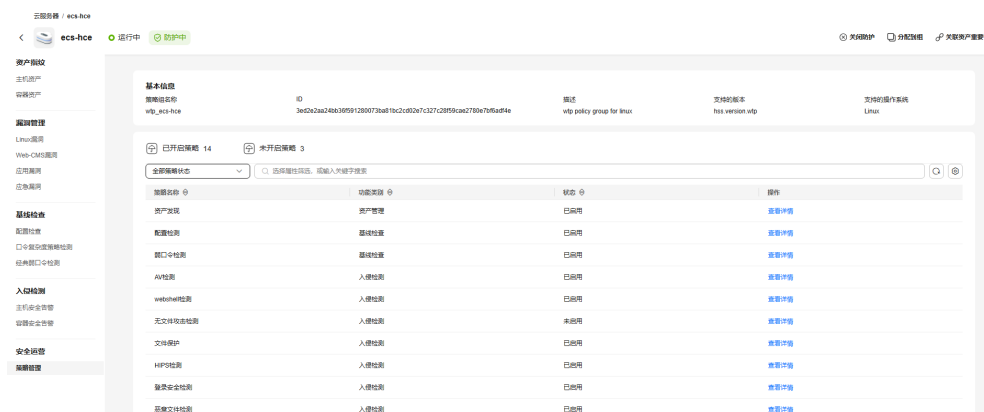 云服务器 / ecs-hce
ecs-hce 运行中 防护中 关闭防护 分配到组 关联资产重要
资产指纹
主机资产
容器资产
漏洞管理
Linux漏洞
Web-CMS漏洞
应用漏洞
应急漏洞
基线检查
配置检查
口令复杂度策略检测
经典弱口令检测
入侵检测
主机安全告警
容器安全告警
安全运营
策略管理
基本信息
策略组名称 ID 描述 支持的版本 支持的操作系统
wtp_ecs-hce 3ed2e2aa24bb36f591280073ba81bc2cd02e7c327c28f59cae2780e7bf6adf4e wtp policy group for linux hss.version.wtp Linux
已开启策略 14 未开启策略 3
全部策略状态 选择属性筛选，或输入关键字搜索
策略名称 功能类别 状态 操作
资产发现 资产管理 已启用 查看详情
配置检测 基线检查 已启用 查看详情
弱口令检测 基线检查 已启用 查看详情
AV检测 入侵检测 已启用 查看详情
webshell检测 入侵检测 已启用 查看详情
无文件攻击检测 入侵检测 未启用 查看详情
文件保护 入侵检测 已启用 查看详情
HIPS检测 入侵检测 已启用 查看详情
登录安全检测 入侵检测 已启用 查看详情
恶意文件检测 入侵检测 已启用 查看详情